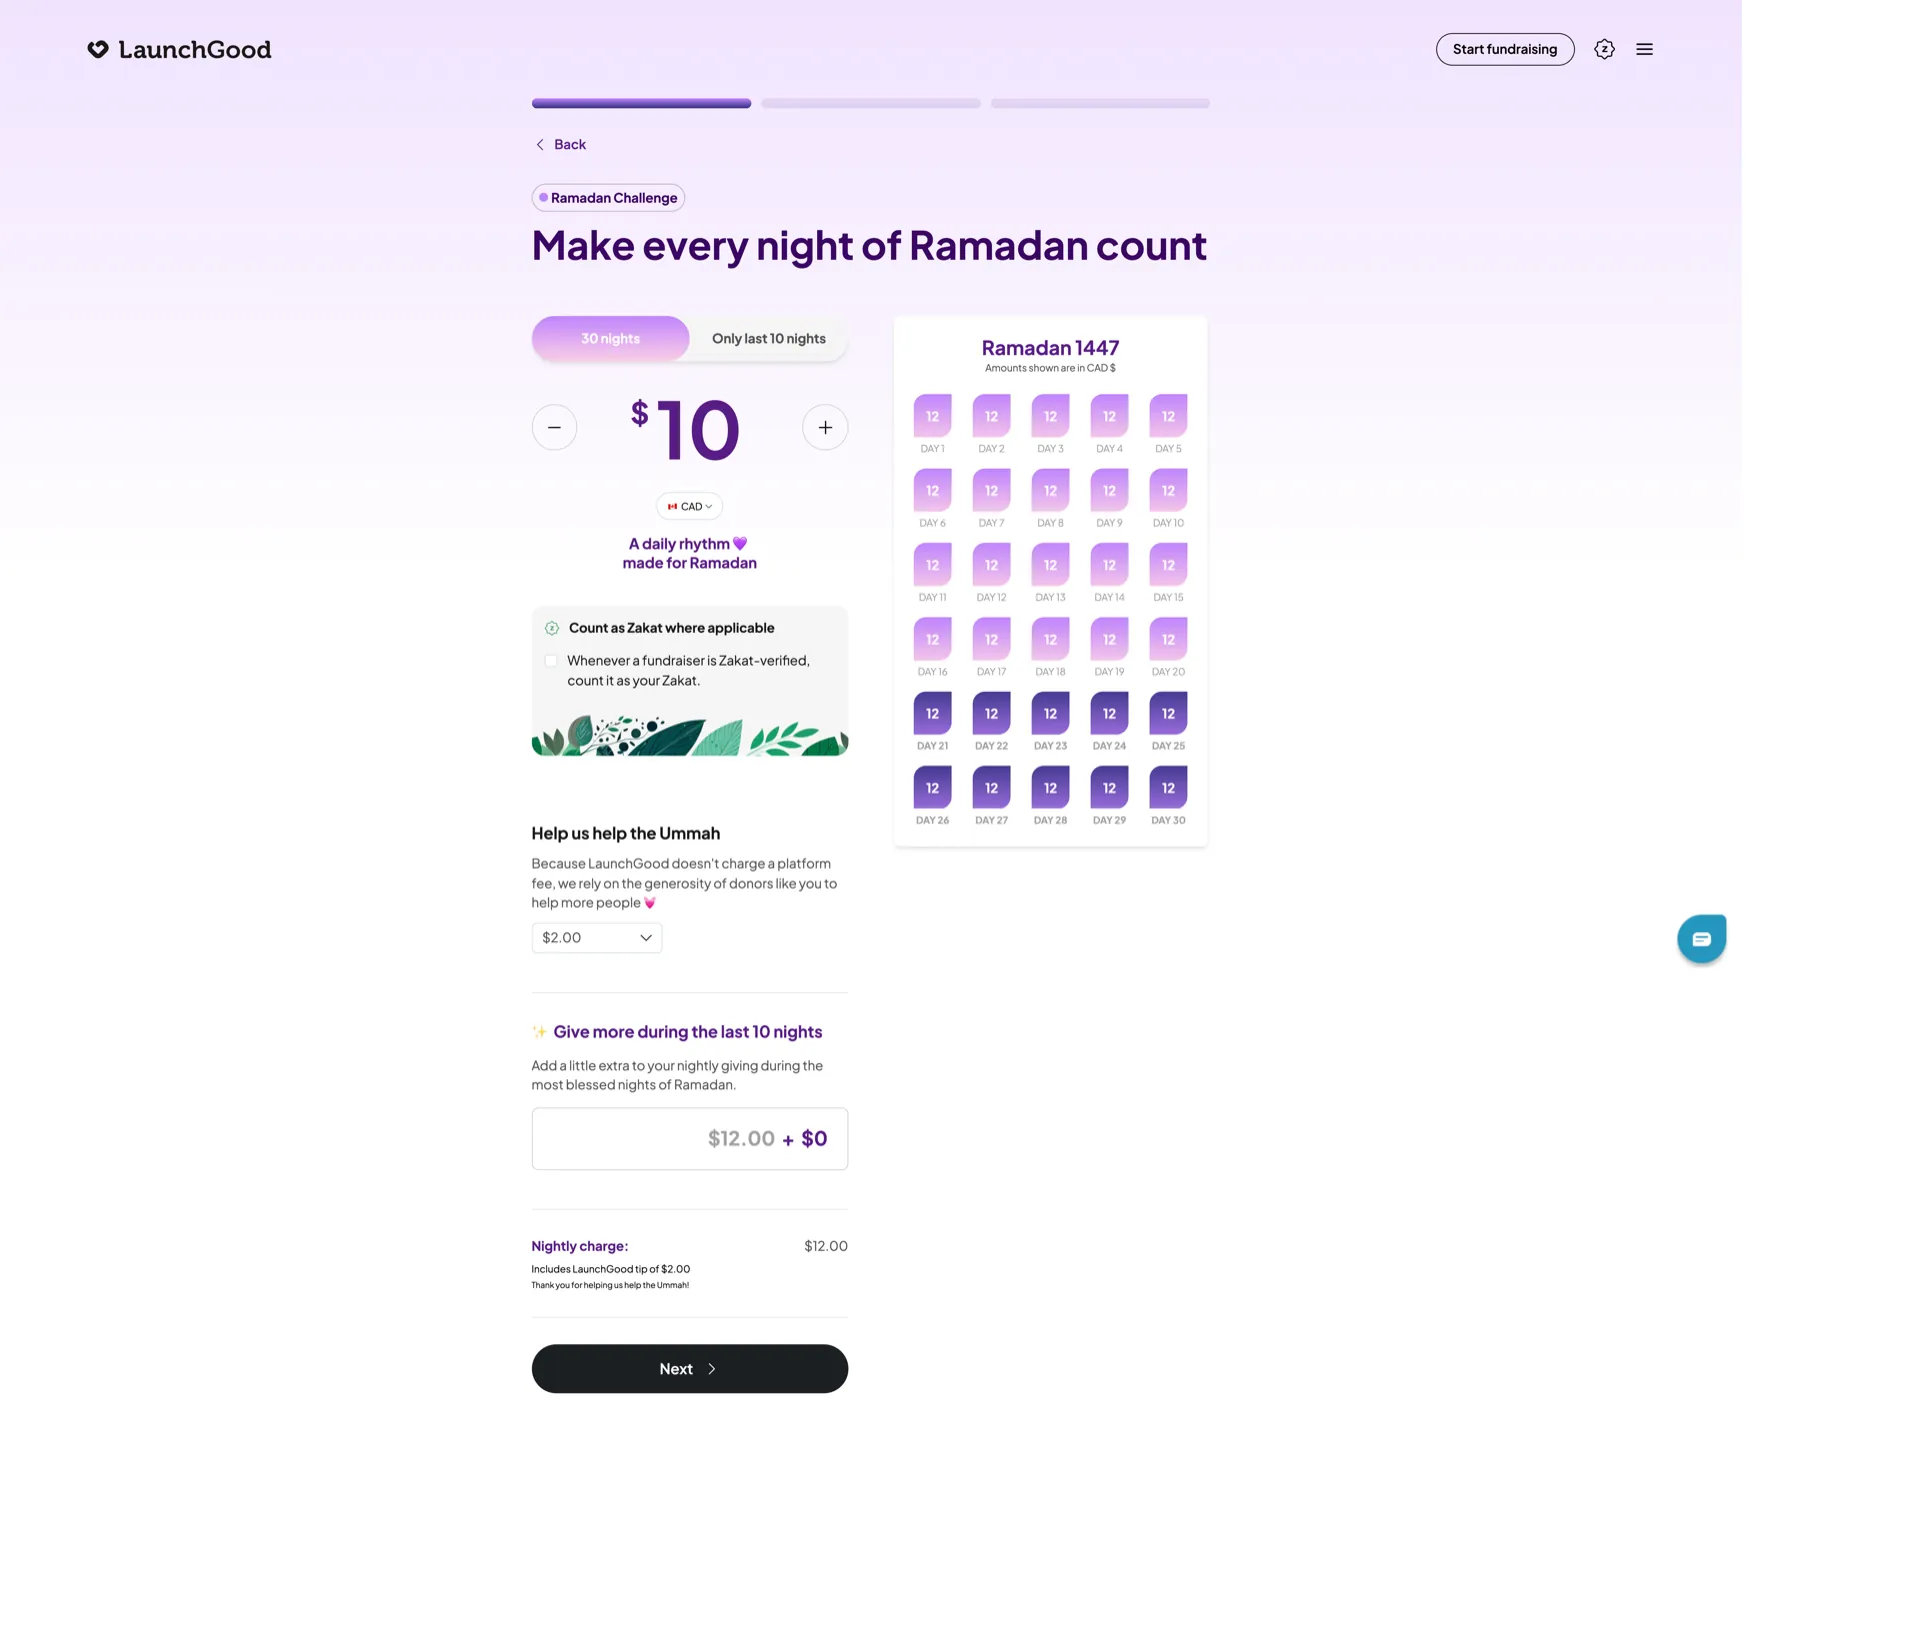 LaunchGood
Start fundraising
Z
Back
Ramadan Challenge
Make every night of Ramadan count
30 nights
Only last 10 nights
$10
CAD
A daily rhythm 💜
made for Ramadan
Z
Count as Zakat where applicable
Whenever a fundraiser is Zakat-verified,
count it as your Zakat.
Help us help the Ummah
Because LaunchGood doesn't charge a platform
fee, we rely on the generosity of donors like you to
help more people 💓
$2.00
✨ Give more during the last 10 nights
Add a little extra to your nightly giving during the
most blessed nights of Ramadan.
$12.00 + $0
Nightly charge: $12.00
Includes LaunchGood tip of $2.00
Thank you for helping us help the Ummah!
Next
Ramadan 1447
Amounts shown are in CAD $
12 12 12 12 12
DAY 1 DAY 2 DAY 3 DAY 4 DAY 5
12 12 12 12 12
DAY 6 DAY 7 DAY 8 DAY 9 DAY 10
12 12 12 12 12
DAY 11 DAY 12 DAY 13 DAY 14 DAY 15
12 12 12 12 12
DAY 16 DAY 17 DAY 18 DAY 19 DAY 20
12 12 12 12 12
DAY 21 DAY 22 DAY 23 DAY 24 DAY 25
12 12 12 12 12
DAY 26 DAY 27 DAY 28 DAY 29 DAY 30